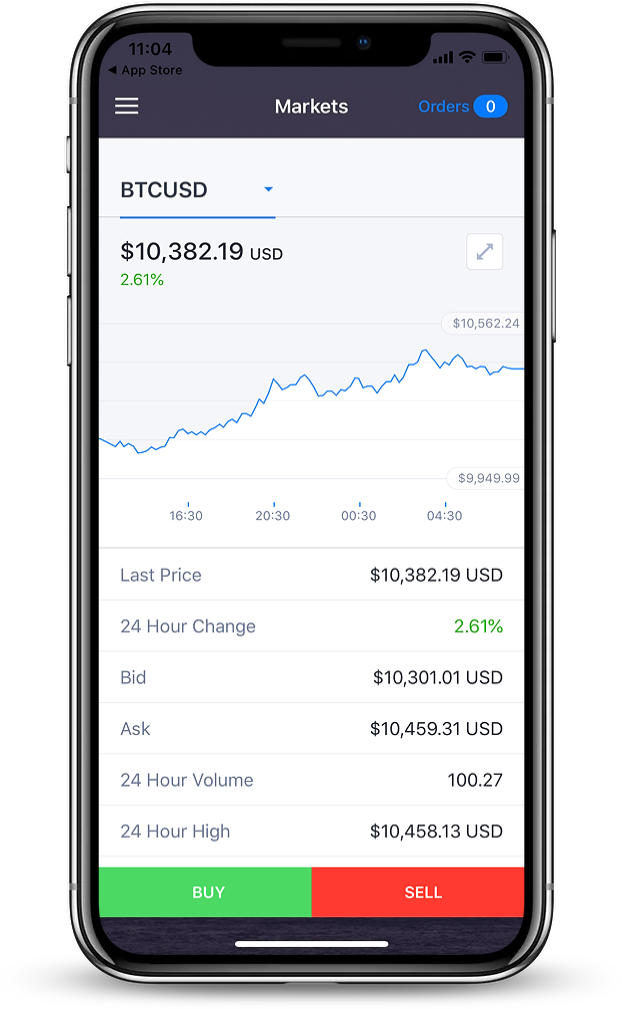 11:04
App Store
Markets
Orders 0
BTCUSD
$10,382.19 USD
2.61%
$10,562.24
$9,949.99
16:30 20:30 00:30 04:30
Last Price $10,382.19 USD
24 Hour Change 2.61%
Bid $10,301.01 USD
Ask $10,459.31 USD
24 Hour Volume 100.27
24 Hour High $10,458.13 USD
BUY SELL